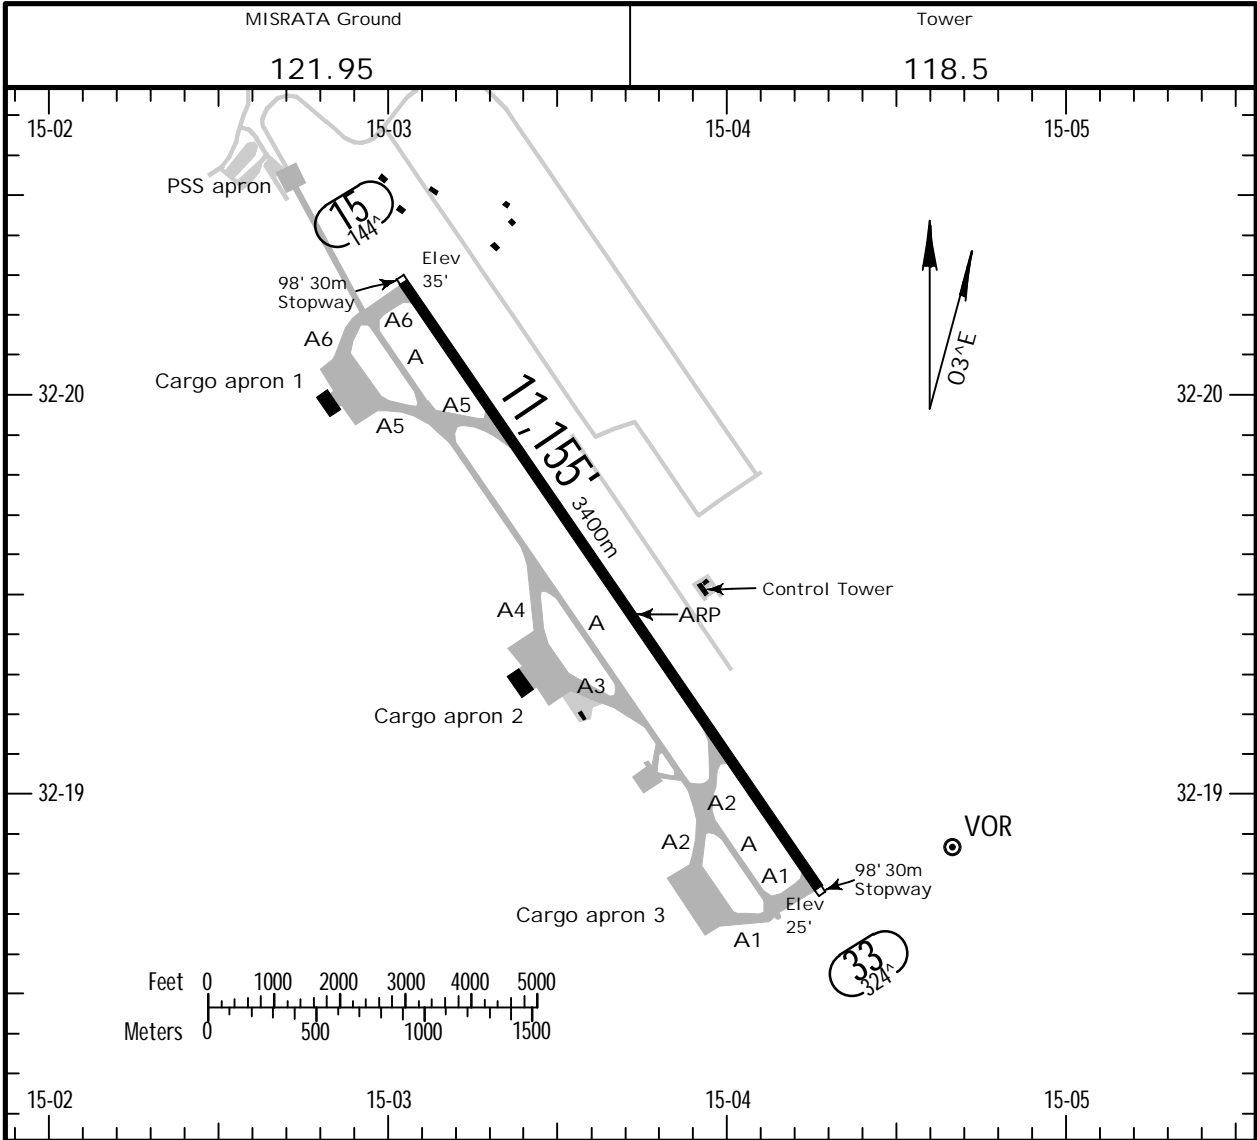 MISRATA Ground
Tower
121.95
118.5
15-02
15-03
15-04
15-05
PSS apron
15
144^
Elev
35'
98' 30m
Stopway
A6
A6
A
Cargo apron 1
A5
A5
11,155'
3400m
03^E
32-20
32-20
Control Tower
ARP
A4
A
A3
Cargo apron 2
32-19
32-19
A2
A2
A
VOR
A1
98' 30m
Stopway
Elev
25'
Cargo apron 3
A1
33
324^
Feet 0 1000 2000 3000 4000 5000
Meters 0 500 1000 1500
15-02
15-03
15-04
15-05